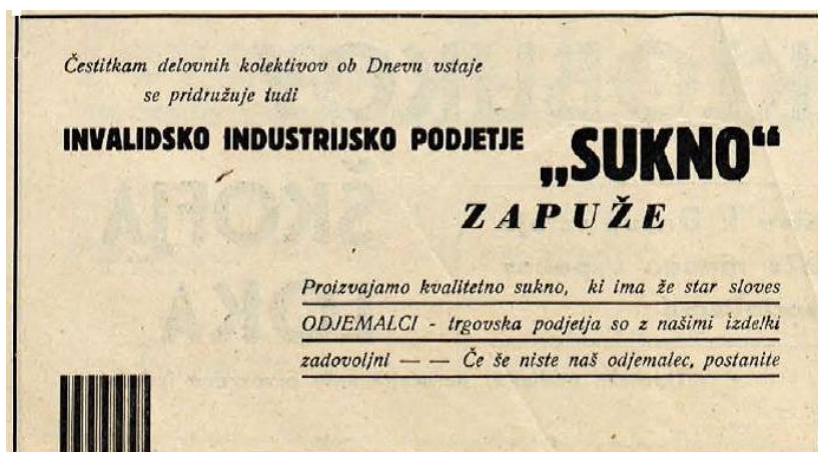 Čestitkam delovnih kolektivov ob Dnevu vstaje
se pridružuje tudi
INVALIDSKO INDUSTRIJSKO PODJETJE „SUKNO“
ZAPUŽE
Proizvajamo kvalitetno sukno, ki ima že star sloves
ODJEMALCI - trgovska podjetja so z našimi izdelki
zadovoljni — — Če še niste naš odjemalec, postanite